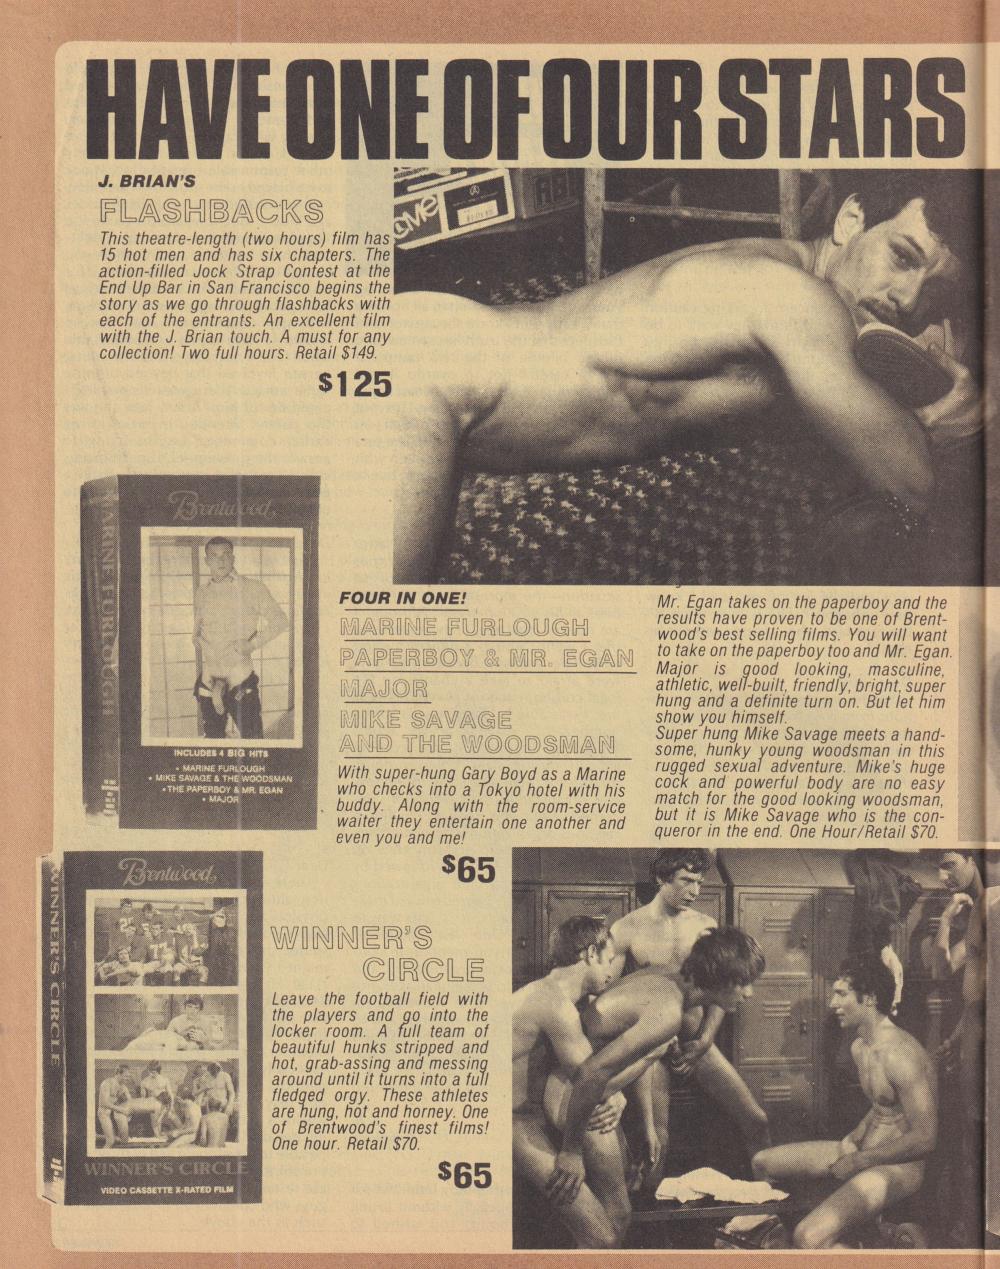 HAVE ONE OF OUR STARS
J. BRIAN'S
FLASHBACKS
This theatre-length (two hours) film has
15 hot men and has six chapters. The
action-filled Jock Strap Contest at the
End Up Bar in San Francisco begins the
story as we go through flashbacks with
each of the entrants. An excellent film
with the J. Brian touch. A must for any
collection! Two full hours. Retail $149.
$125
ACME
AB
Brentwood
MARINE FURLOUGH
INCLUDES 4 BIG HITS
• MARINE FURLOUGH
• MIKE SAVAGE & THE WOODSMAN
• THE PAPERBOY & MR. EGAN
• MAJOR
FOUR IN ONE!
MARINE FURLOUGH
PAPERBOY & MR. EGAN
MAJOR
MIKE SAVAGE
AND THE WOODSMAN
With super-hung Gary Boyd as a Marine
who checks into a Tokyo hotel with his
buddy. Along with the room-service
waiter they entertain one another and
even you and me!
$65
Mr. Egan takes on the paperboy and the
results have proven to be one of Brent-
wood's best selling films. You will want
to take on the paperboy too and Mr. Egan.
Major is good looking, masculine,
athletic, well-built, friendly, bright, super
hung and a definite turn on. But let him
show you himself.
Super hung Mike Savage meets a hand-
some, hunky young woodsman in this
rugged sexual adventure. Mike's huge
cock and powerful body are no easy
match for the good looking woodsman,
but it is Mike Savage who is the con-
queror in the end. One Hour/Retail $70.
Brentwood
WINNER'S CIRCLE
WINNER'S CIRCLE
VIDEO CASSETTE X-RATED FILM
WINNER'S
CIRCLE
Leave the football field with
the players and go into the
locker room. A full team of
beautiful hunks stripped and
hot, grab-assing and messing
around until it turns into a full
fledged orgy. These athletes
are hung, hot and horney. One
of Brentwood's finest films!
One hour. Retail $70.
$65